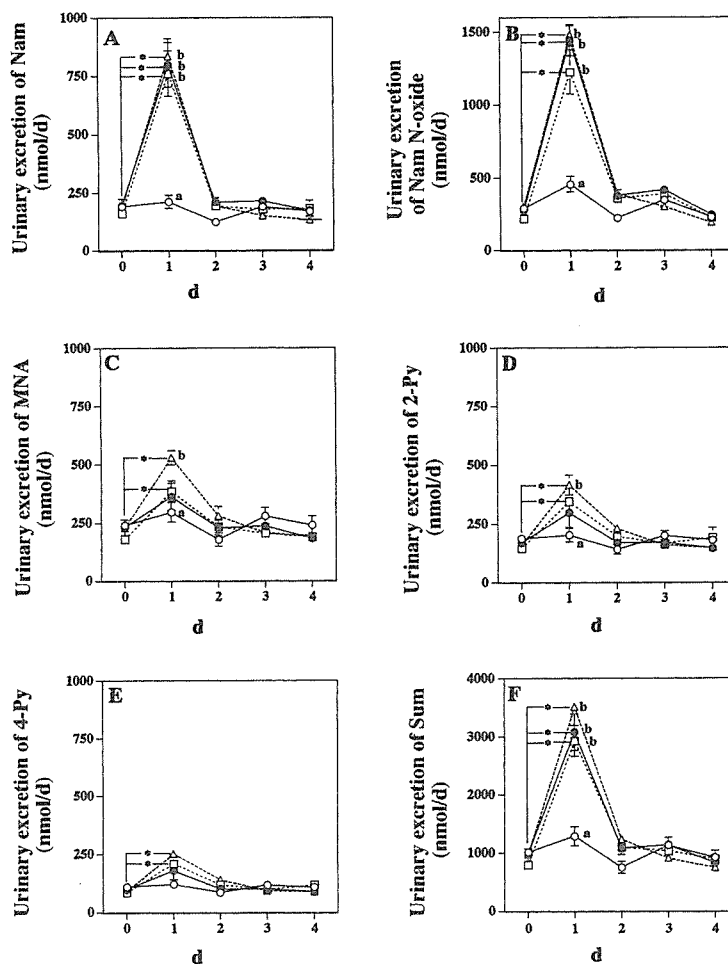 A
Urinary excretion of Nam
(nmol/d)
1000
750
500
250
0
* b
* b
* b
a
0 1 2 3 4
d
B
Urinary excretion
of Nam N-oxide
(nmol/d)
1500
1000
500
0
* b
* b
* b
a
0 1 2 3 4
d
C
Urinary excretion of MNA
(nmol/d)
1000
750
500
250
0
* b
*
a
0 1 2 3 4
d
D
Urinary excretion of 2-Py
(nmol/d)
1000
750
500
250
0
* b
*
a
0 1 2 3 4
d
E
Urinary excretion of 4-Py
(nmol/d)
1000
750
500
250
0
*
*
0 1 2 3 4
d
F
Urinary excretion of Sum
(nmol/d)
4000
3000
2000
1000
0
* b
* b
* b
a
0 1 2 3 4
d